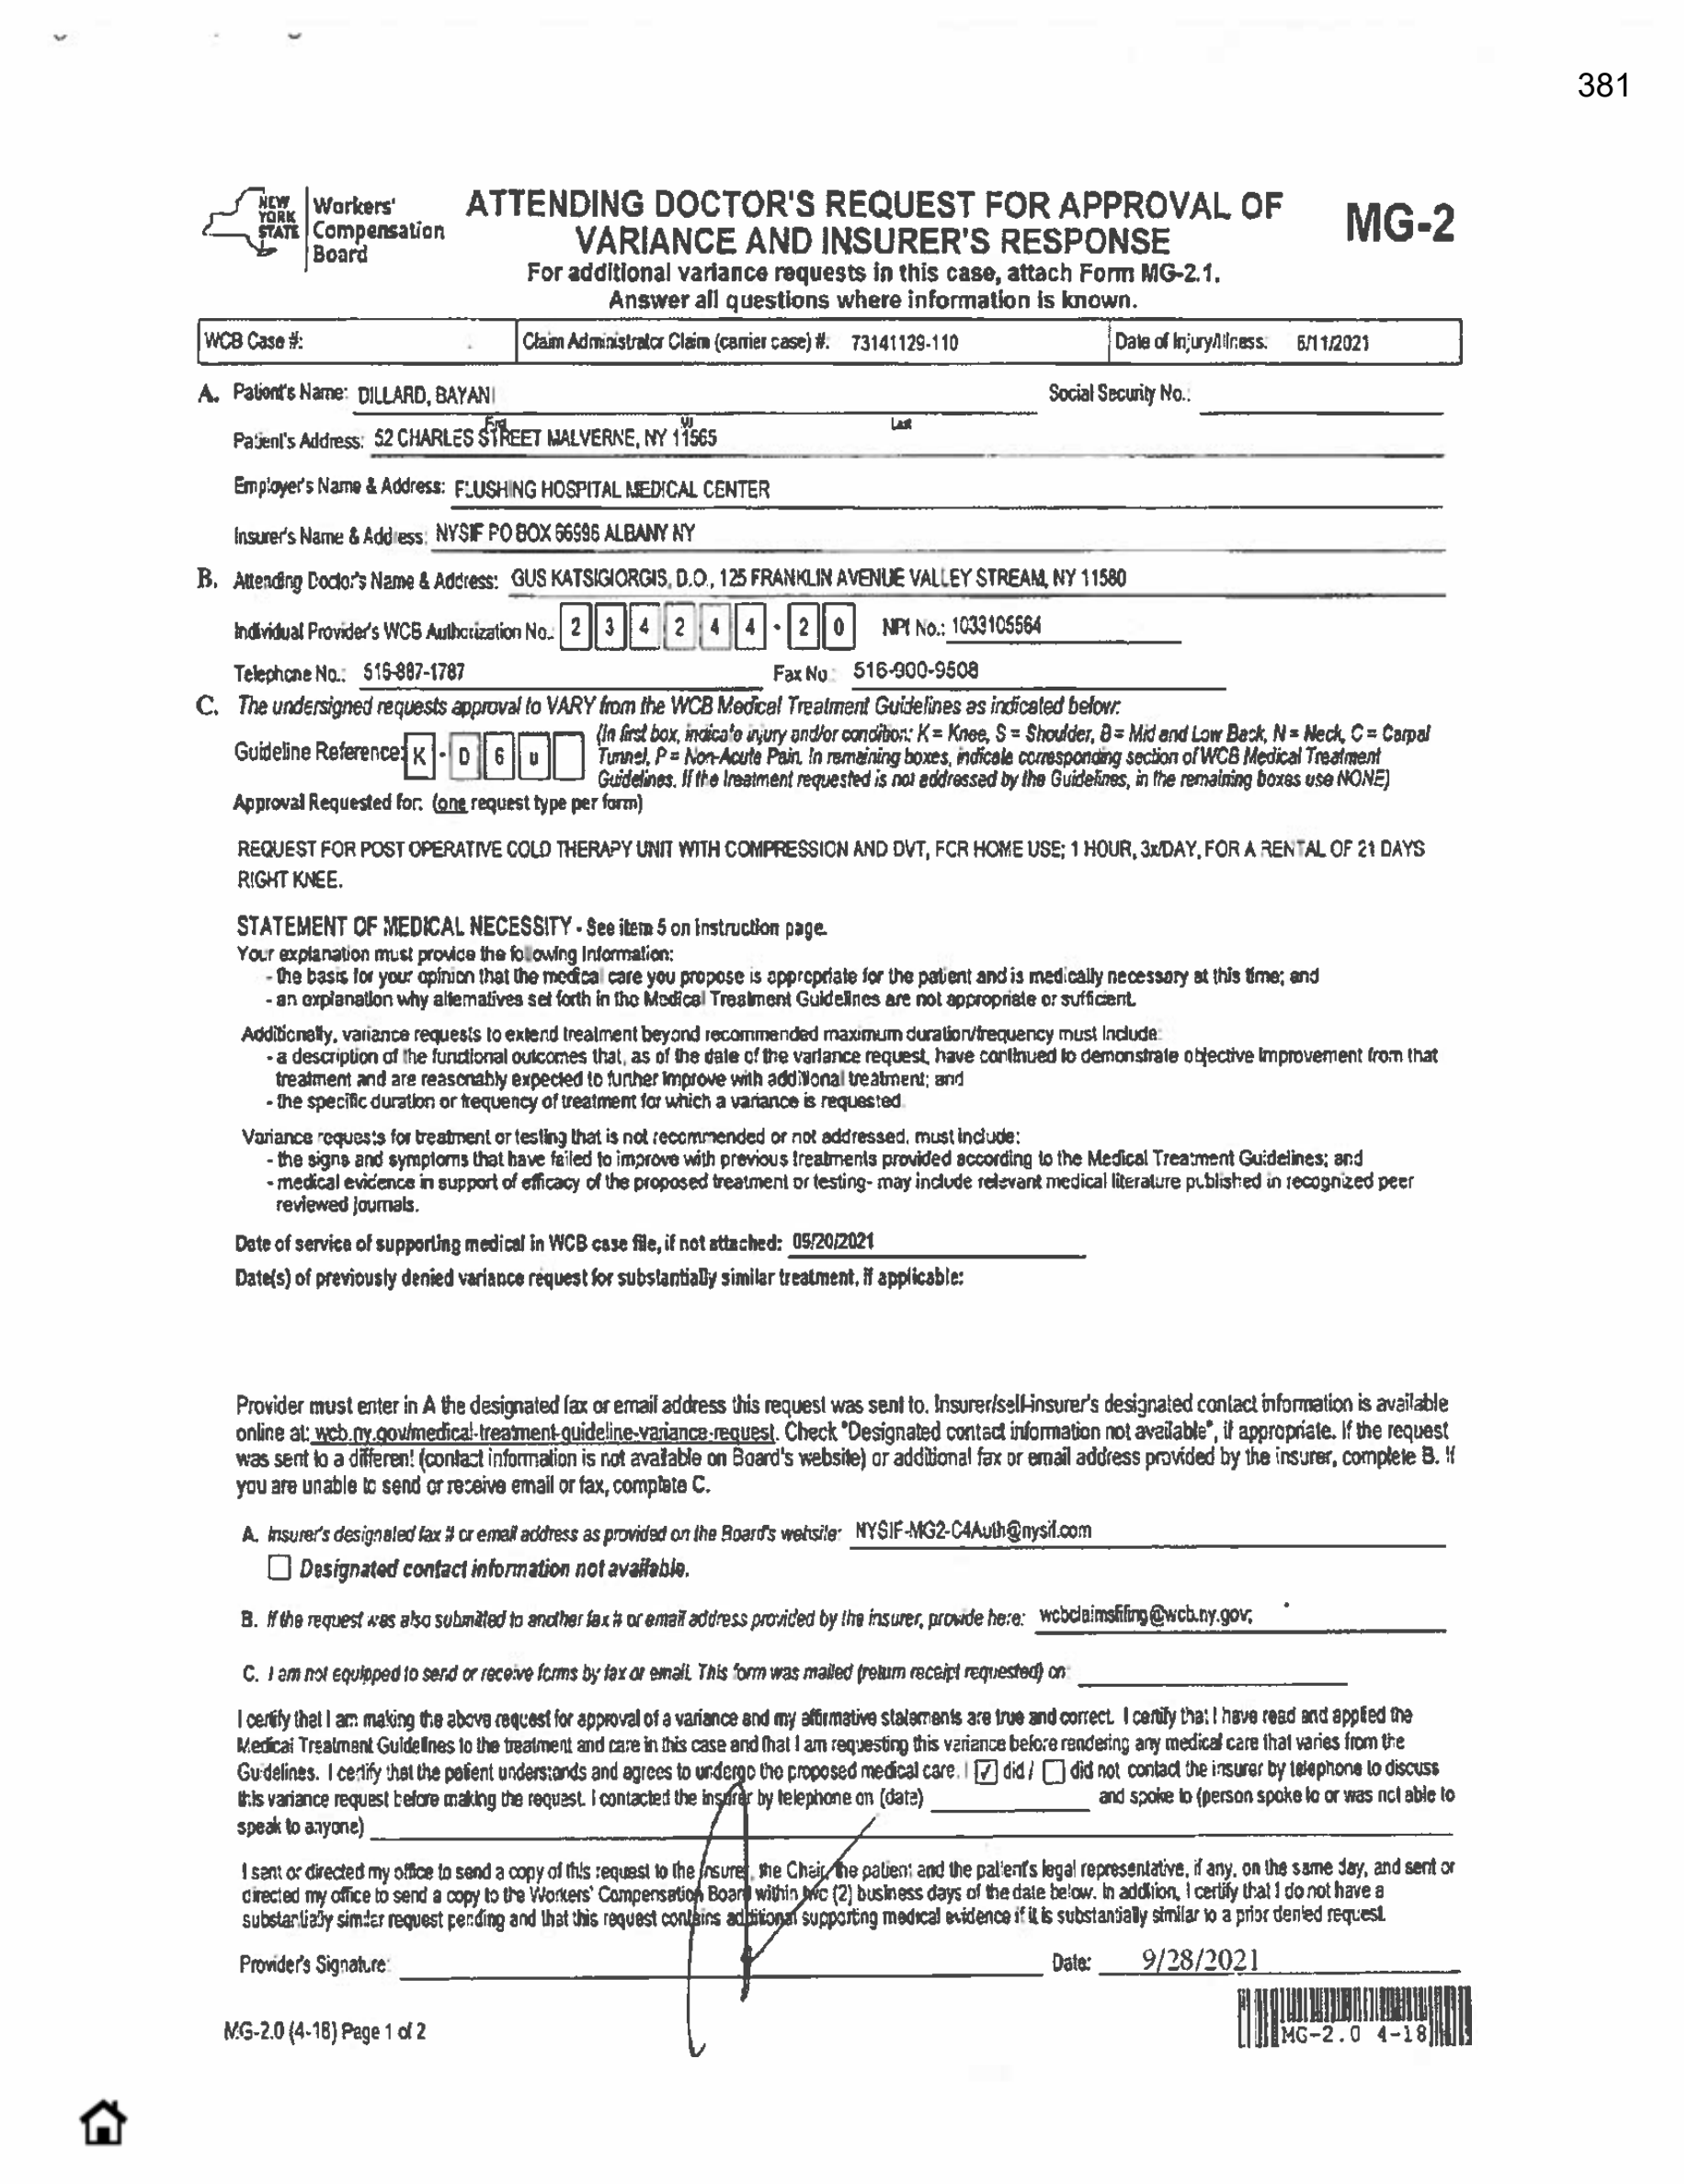 381
NEW YORK STATE Workers' Compensation Board
ATTENDING DOCTOR'S REQUEST FOR APPROVAL OF
VARIANCE AND INSURER'S RESPONSE
MG-2
For additional variance requests in this case, attach Form MG-2.1.
Answer all questions where information is known.
WCB Case #: Claim Administrator Claim (carrier case) #: 73141129-110 Date of Injury/Illness: 6/11/2021
A. Patient's Name: DILLARD, BAYANI Social Security No.:
First MI Last
Patient's Address: 52 CHARLES STREET MALVERNE, NY 11565
Employer's Name & Address: FLUSHING HOSPITAL MEDICAL CENTER
Insurer's Name & Address: NYSIF PO BOX 66596 ALBANY NY
B. Attending Doctor's Name & Address: GUS KATSIGIORGIS, D.O., 125 FRANKLIN AVENUE VALLEY STREAM, NY 11580
Individual Provider's WCB Authorization No.: 2 3 4 2 4 4 - 2 0 NPI No.: 1033105564
Telephone No.: 516-887-1787 Fax No.: 516-900-9508
C. The undersigned requests approval to VARY from the WCB Medical Treatment Guidelines as indicated below:
Guideline Reference: K - D 6 u
(In first box, indicate injury and/or condition: K = Knee, S = Shoulder, B = Mid and Low Back, N = Neck, C = Carpal
Tunnel, P = Non-Acute Pain. In remaining boxes, indicate corresponding section of WCB Medical Treatment
Guidelines. If the treatment requested is not addressed by the Guidelines, in the remaining boxes use NONE)
Approval Requested for: (one request type per form)
REQUEST FOR POST OPERATIVE COLD THERAPY UNIT WITH COMPRESSION AND DVT, FOR HOME USE; 1 HOUR, 3x/DAY, FOR A RENTAL OF 21 DAYS
RIGHT KNEE.
STATEMENT OF MEDICAL NECESSITY - See item 5 on Instruction page.
Your explanation must provide the following information:
- the basis for your opinion that the medical care you propose is appropriate for the patient and is medically necessary at this time; and
- an explanation why alternatives set forth in the Medical Treatment Guidelines are not appropriate or sufficient.
Additionally, variance requests to extend treatment beyond recommended maximum duration/frequency must include:
- a description of the functional outcomes that, as of the date of the variance request, have continued to demonstrate objective improvement from that
treatment and are reasonably expected to further improve with additional treatment; and
- the specific duration or frequency of treatment for which a variance is requested.
Variance requests for treatment or testing that is not recommended or not addressed, must include:
- the signs and symptoms that have failed to improve with previous treatments provided according to the Medical Treatment Guidelines; and
- medical evidence in support of efficacy of the proposed treatment or testing- may include relevant medical literature published in recognized peer
reviewed journals.
Date of service of supporting medical in WCB case file, if not attached: 09/20/2021
Date(s) of previously denied variance request for substantially similar treatment, if applicable:
Provider must enter in A the designated fax or email address this request was sent to. Insurer/self-insurer's designated contact information is available
online at: wcb.ny.gov/medical-treatment-guideline-variance-request. Check "Designated contact information not available", if appropriate. If the request
was sent to a different (contact information is not available on Board's website) or additional fax or email address provided by the insurer, complete B. If
you are unable to send or receive email or fax, complete C.
A. Insurer's designated fax # or email address as provided on the Board's website: NYSIF-MG2-C4Auth@nysif.com
Designated contact information not available.
B. If the request was also submitted to another fax # or email address provided by the insurer, provide here: wcbclaimsfiling@wcb.ny.gov;
C. I am not equipped to send or receive forms by fax or email. This form was mailed (return receipt requested) on:
I certify that I am making the above request for approval of a variance and my affirmative statements are true and correct. I certify that I have read and applied the
Medical Treatment Guidelines to the treatment and care in this case and that I am requesting this variance before rendering any medical care that varies from the
Guidelines. I certify that the patient understands and agrees to undergo the proposed medical care. I ✓ did / did not contact the insurer by telephone to discuss
this variance request before making the request. I contacted the insurer by telephone on (date) and spoke to (person spoke to or was not able to
speak to anyone)
I sent or directed my office to send a copy of this request to the insurer, the Chair, the patient and the patient's legal representative, if any, on the same day, and sent or
directed my office to send a copy to the Workers' Compensation Board within two (2) business days of the date below. In addition, I certify that I do not have a
substantially similar request pending and that this request contains additional supporting medical evidence if it is substantially similar to a prior denied request.
Provider's Signature: Date: 9/28/2021
MG-2.0 (4-18) Page 1 of 2
MG-2.0 4-18